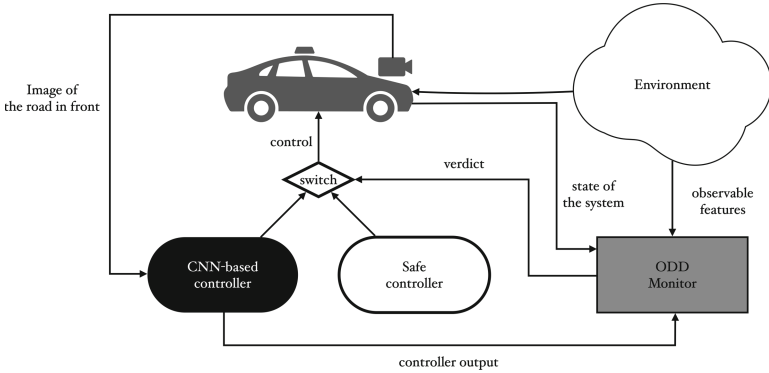 Image of
the road in front
Environment
control
verdict
switch
state of
the system
observable
features
CNN-based
controller
Safe
controller
ODD
Monitor
controller output